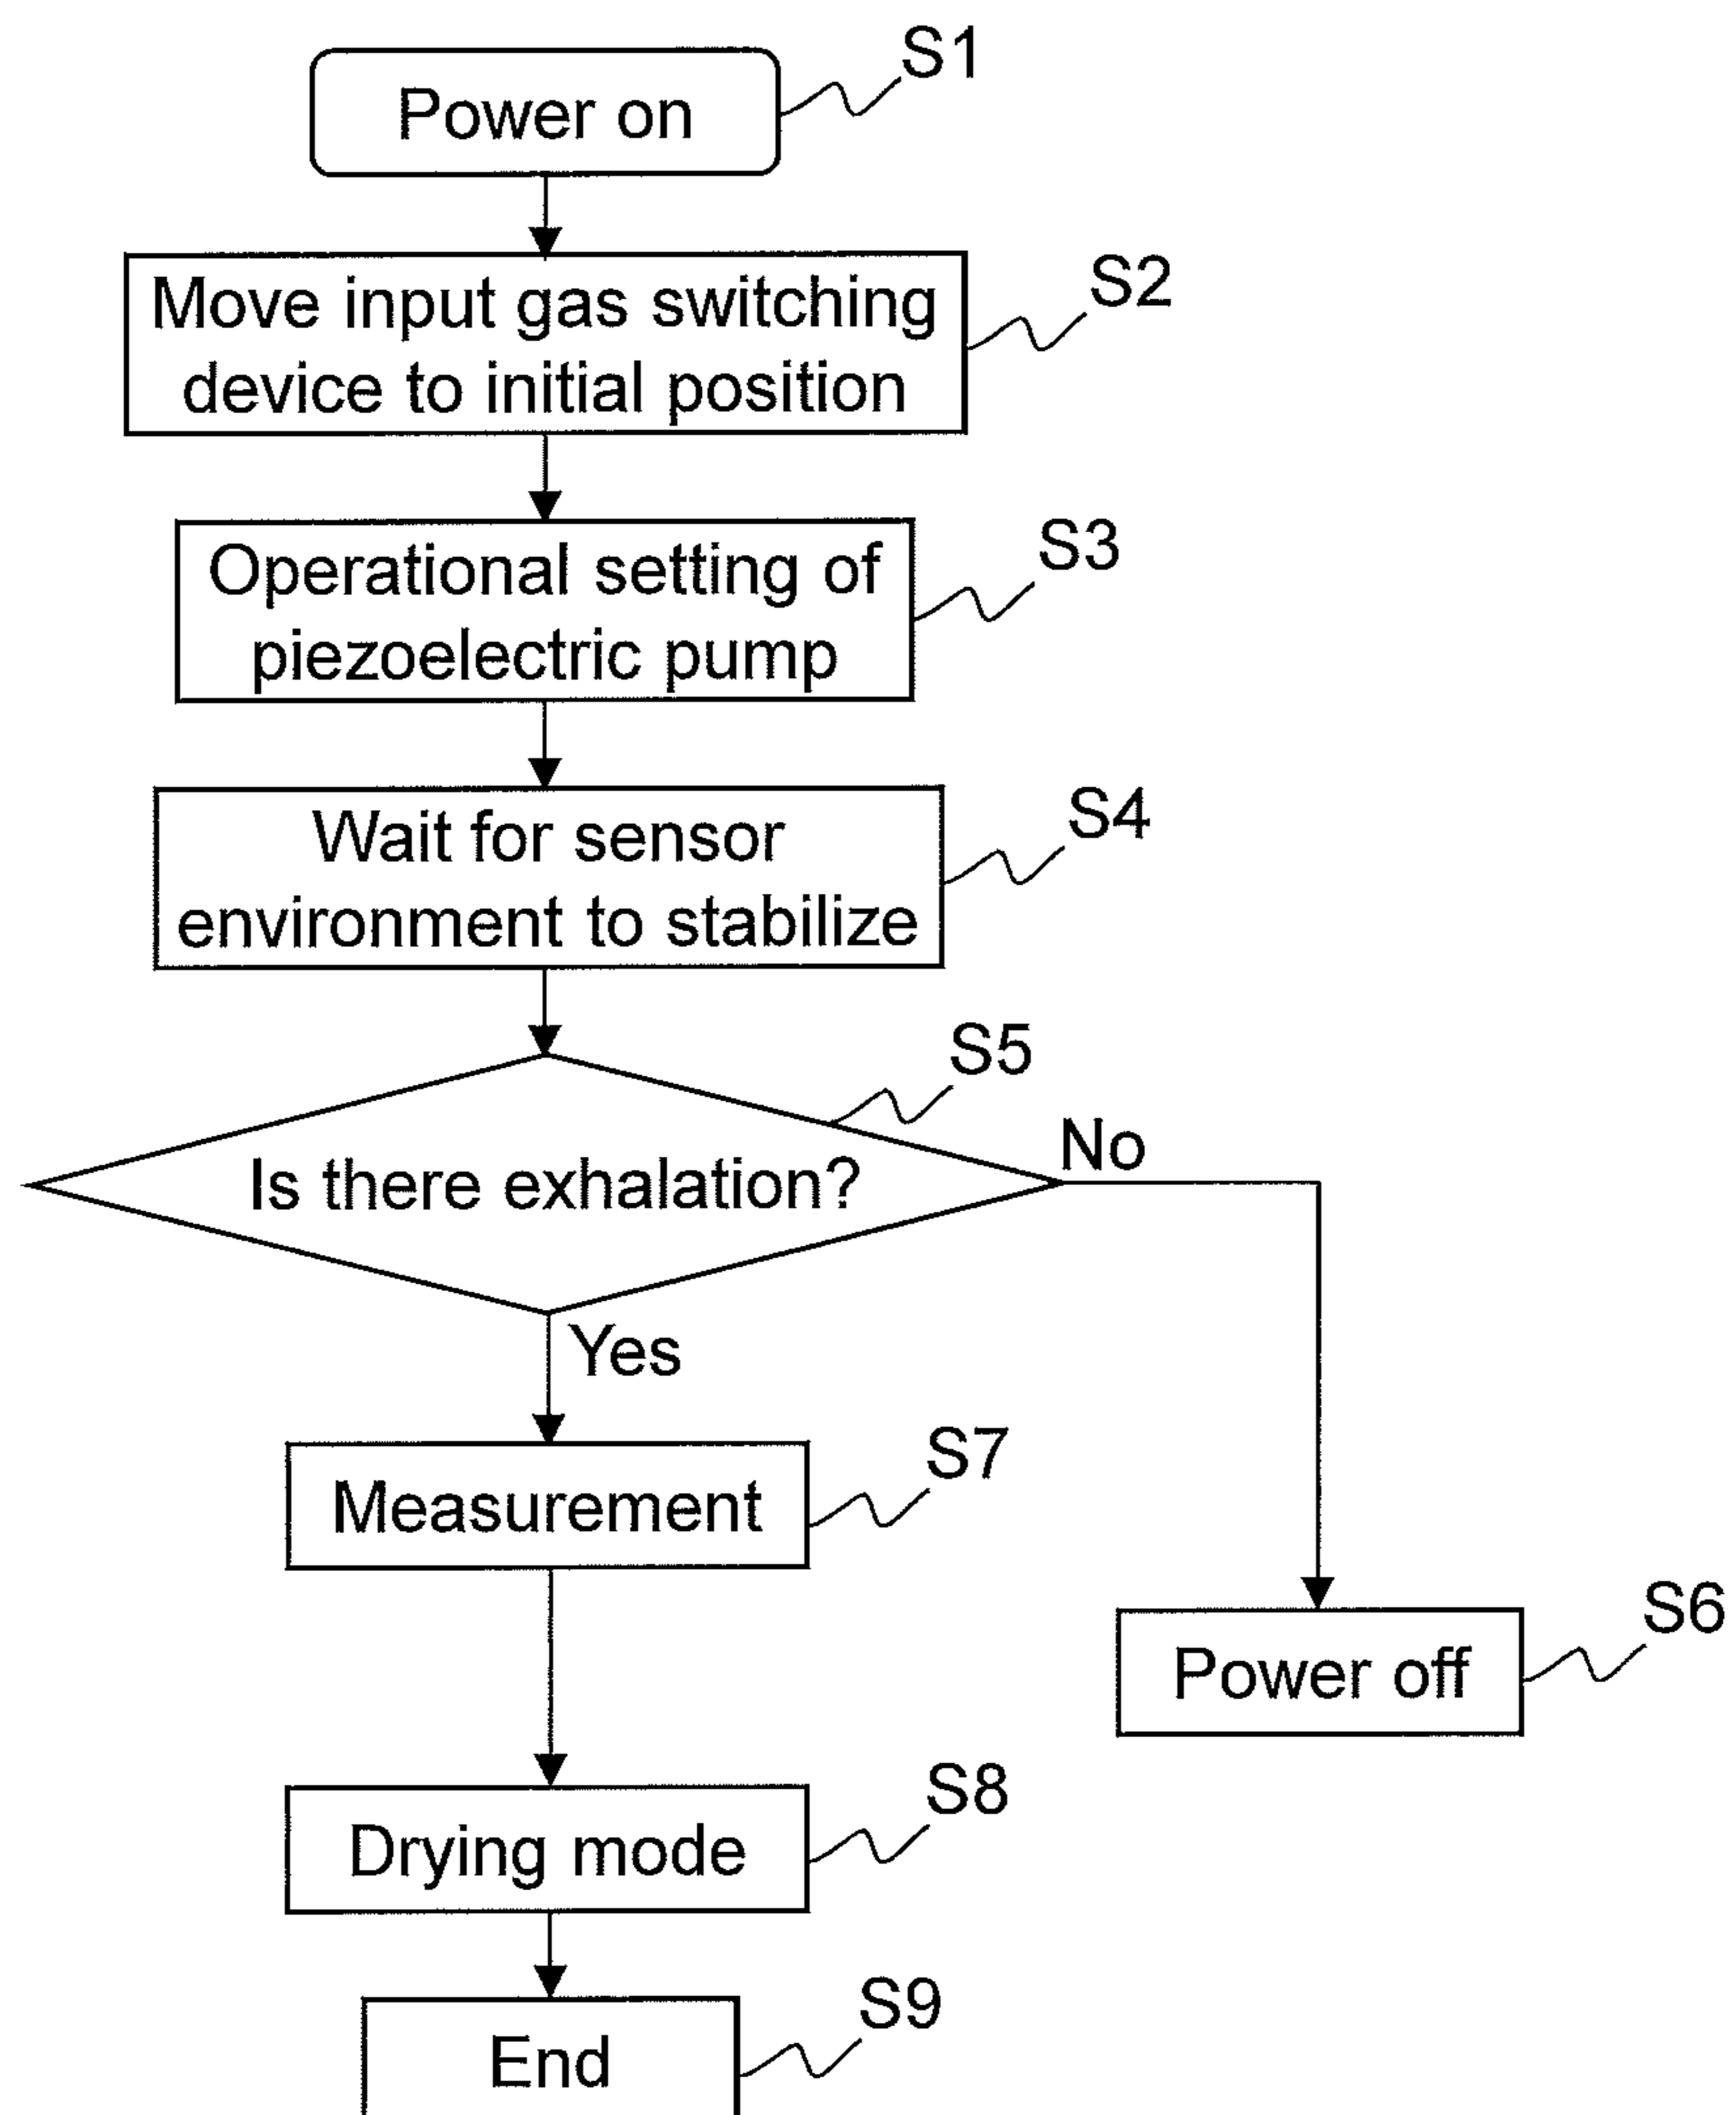 S1
Power on
S2
Move input gas switching
device to initial position
S3
Operational setting of
piezoelectric pump
S4
Wait for sensor
environment to stabilize
S5
Is there exhalation?
No
Yes
S7
Measurement
S6
Power off
S8
Drying mode
S9
End